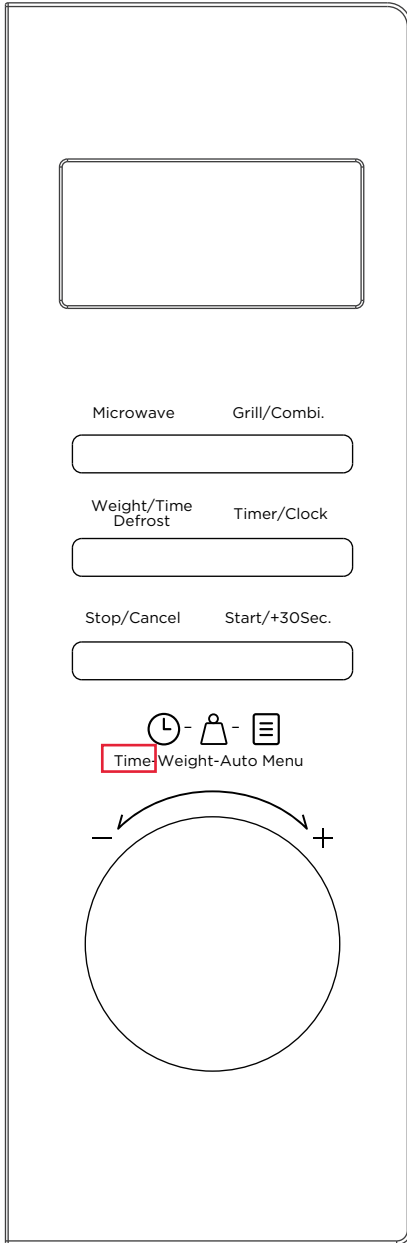 Microwave Grill/Combi.
Weight/Time
Defrost Timer/Clock
Stop/Cancel Start/+30Sec.
Time-Weight-Auto Menu